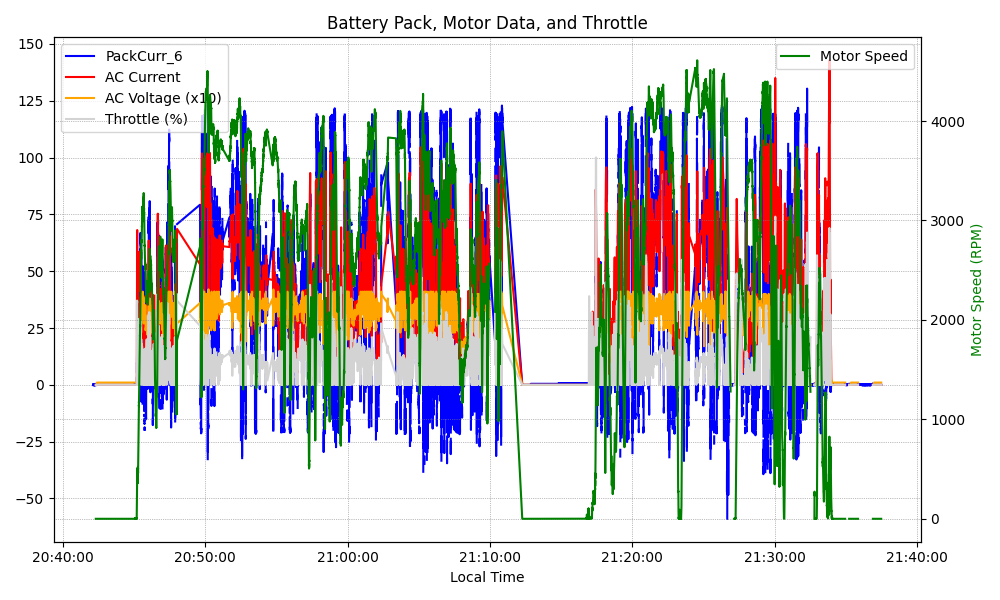 Battery Pack, Motor Data, and Throttle
PackCurr_6
AC Current
AC Voltage (x10)
Throttle (%)
Motor Speed
150
125
100
75
50
25
0
−25
−50
4000
3000
2000
1000
0
Motor Speed (RPM)
20:40:00
20:50:00
21:00:00
21:10:00
21:20:00
21:30:00
21:40:00
Local Time